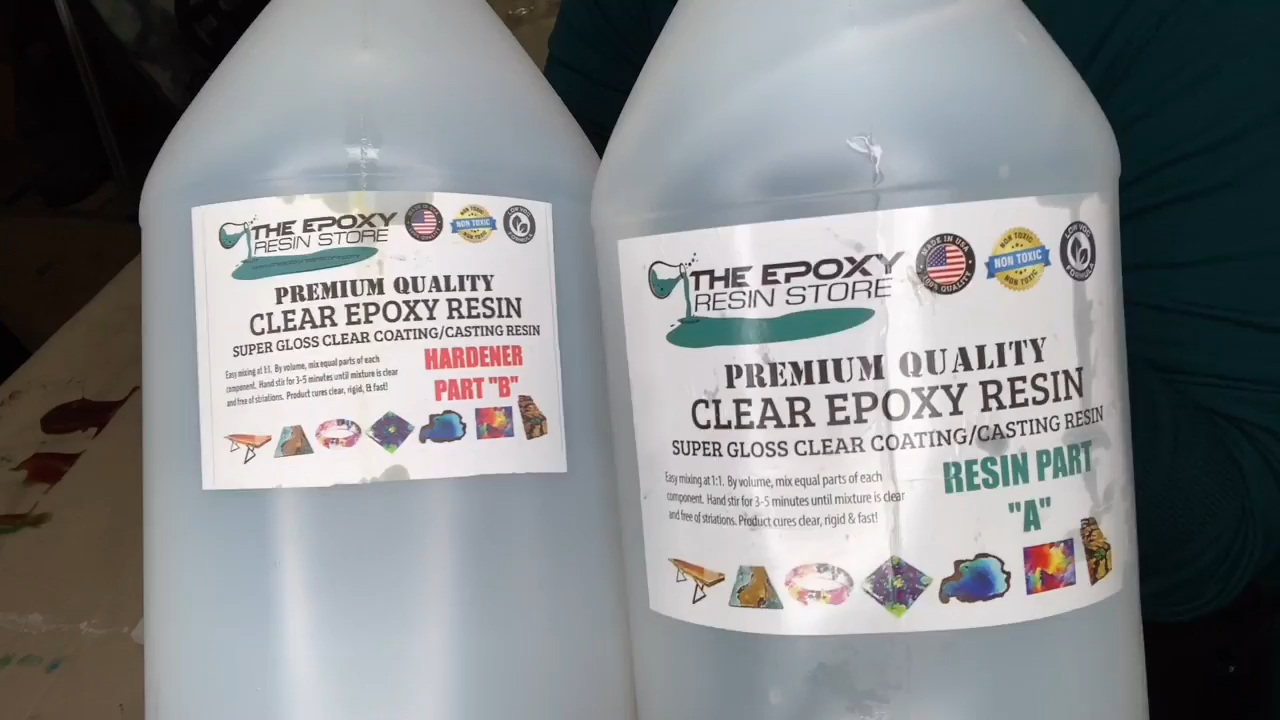 THE EPOXY
RESIN STORE
NON TOXIC
PREMIUM QUALITY
CLEAR EPOXY RESIN
SUPER GLOSS CLEAR COATING/CASTING RESIN
Easy mixing at 1:1. By volume, mix equal parts of each
component. Hand stir for 3-5 minutes until mixture is clear
and free of striations. Product cures clear, rigid, & fast!
HARDENER
PART "B"
THE EPOXY
RESIN STORE
MADE IN USA
NON TOXIC
NON TOXIC
NON TOXIC
LOW VOC
FORMULA
PREMIUM QUALITY
CLEAR EPOXY RESIN
SUPER GLOSS CLEAR COATING/CASTING RESIN
Easy mixing at 1:1. By volume, mix equal parts of each
component. Hand stir for 3-5 minutes until mixture is clear
and free of striations. Product cures clear, rigid & fast!
RESIN PART
"A"